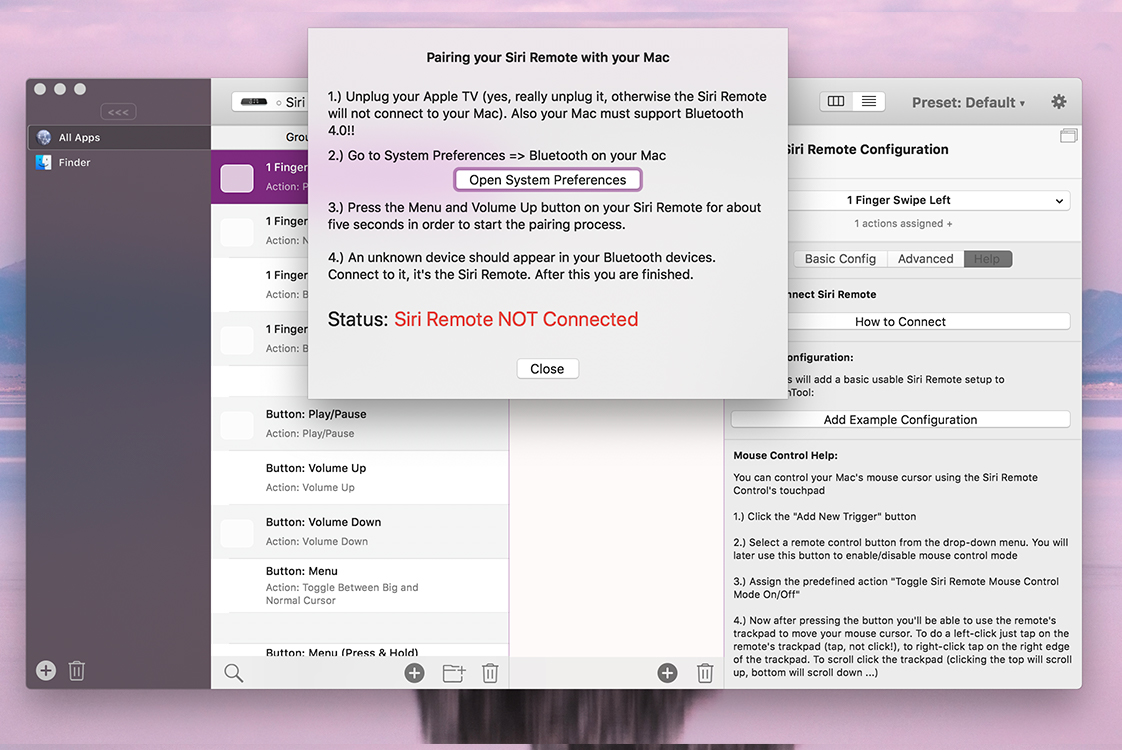 Pairing your Siri Remote with your Mac
1.) Unplug your Apple TV (yes, really unplug it, otherwise the Siri Remote
will not connect to your Mac). Also your Mac must support Bluetooth
4.0!!
2.) Go to System Preferences => Bluetooth on your Mac
Open System Preferences
3.) Press the Menu and Volume Up button on your Siri Remote for about
five seconds in order to start the pairing process.
4.) An unknown device should appear in your Bluetooth devices.
Connect to it, it's the Siri Remote. After this you are finished.
Status: Siri Remote NOT Connected
Close
<<<
All Apps
Finder
Siri
1 Finger
Action:
1 Finger
Action:
1 Finger
Action:
1 Finger
Action:
Button: Play/Pause
Action: Play/Pause
Button: Volume Up
Action: Volume Up
Button: Volume Down
Action: Volume Down
Button: Menu
Action: Toggle Between Big and
Normal Cursor
Button: Menu (Press & Hold)
Preset: Default
Siri Remote Configuration
1 Finger Swipe Left
1 actions assigned +
Basic Config
Advanced
Help
Siri Remote
How to Connect
will add a basic usable Siri Remote setup to
Add Example Configuration
Mouse Control Help:
You can control your Mac's mouse cursor using the Siri Remote
Control's touchpad
1.) Click the "Add New Trigger" button
2.) Select a remote control button from the drop-down menu. You will
later use this button to enable/disable mouse control mode
3.) Assign the predefined action "Toggle Siri Remote Mouse Control
Mode On/Off"
4.) Now after pressing the button you'll be able to use the remote's
trackpad to move your mouse cursor. To do a left-click just tap on the
remote's trackpad (tap, not click!), to right-click tap on the right edge
of the trackpad. To scroll click the trackpad (clicking the top will scroll
up, bottom will scroll down ...)